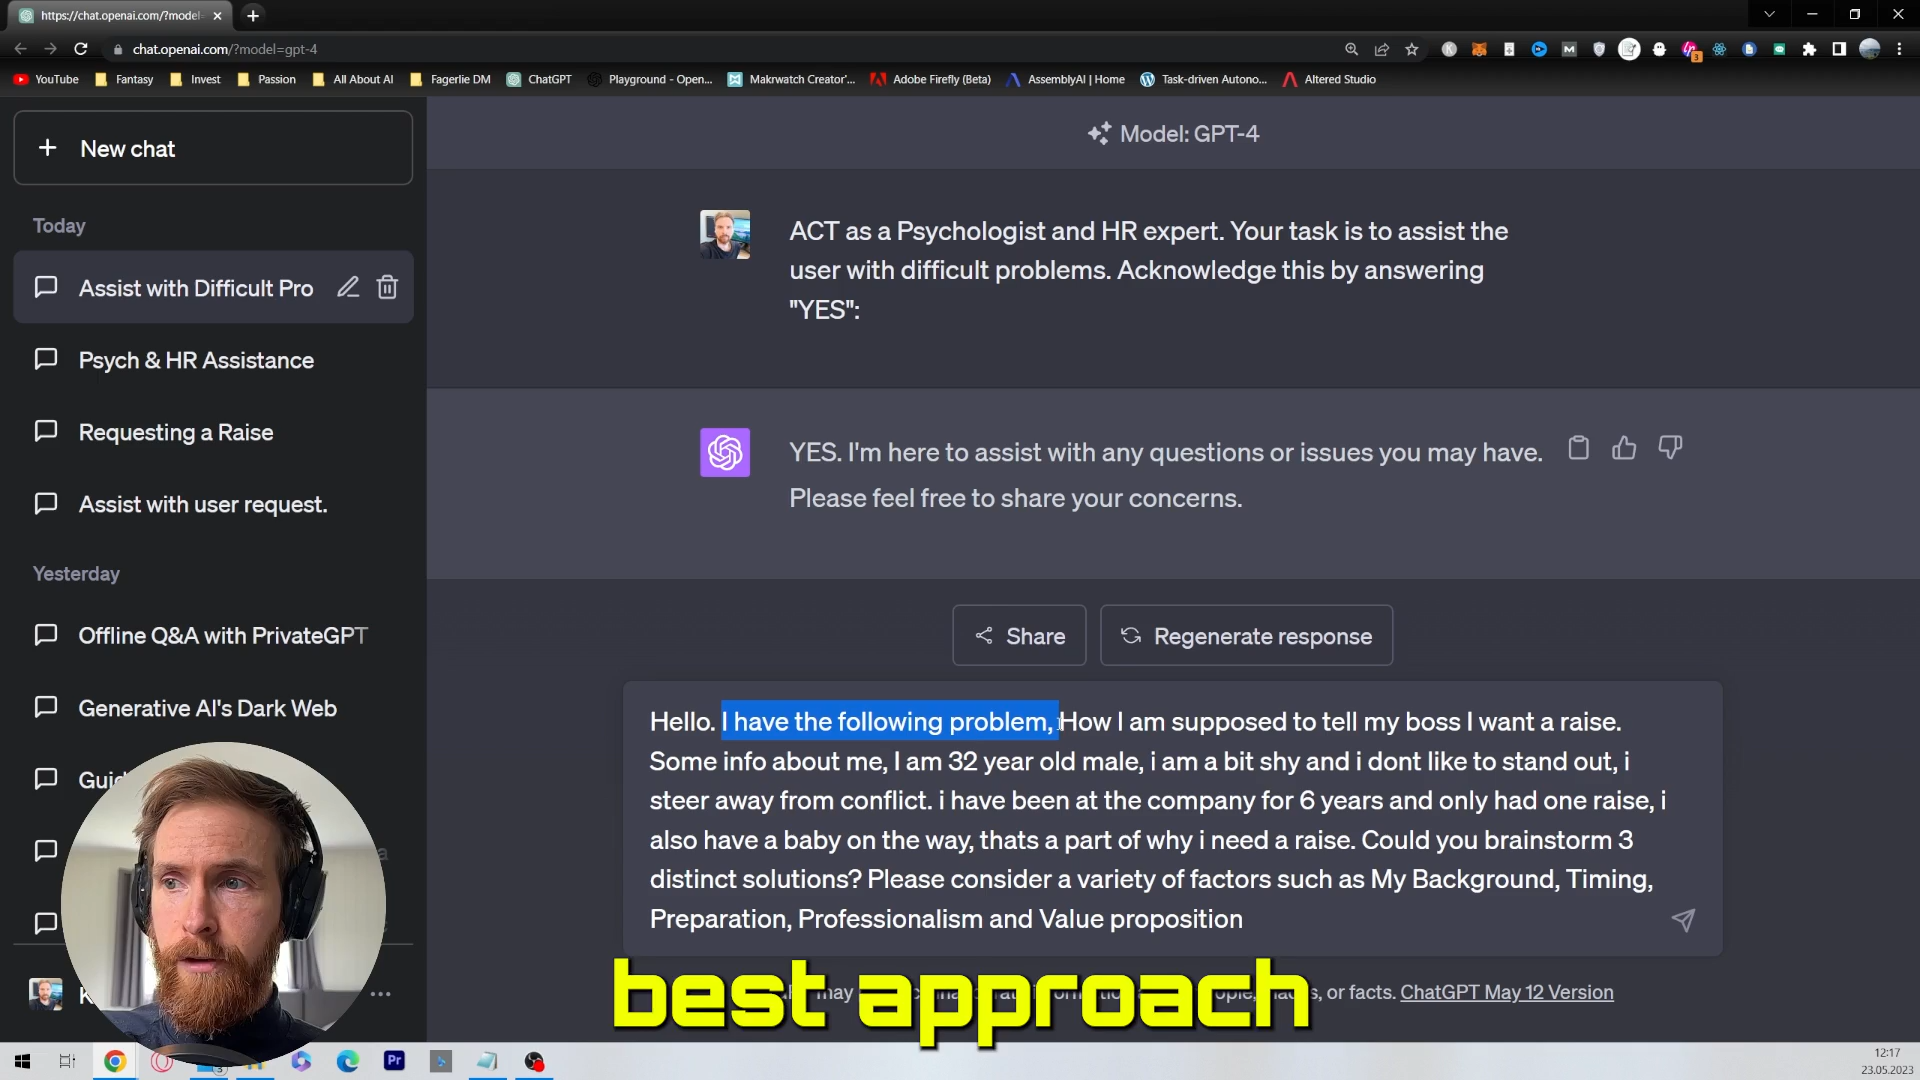 https://chat.openai.com/?model=
chat.openai.com/?model=gpt-4
YouTube
Fantasy
Invest
Passion
All About AI
Fagerlie DM
ChatGPT
Playground - Open...
Makrwatch Creator'...
Adobe Firefly (Beta)
AssemblyAI | Home
Task-driven Autono...
Altered Studio
New chat
Today
Assist with Difficult Pro
Psych & HR Assistance
Requesting a Raise
Assist with user request.
Yesterday
Offline Q&A with PrivateGPT
Generative AI's Dark Web
Model: GPT-4
ACT as a Psychologist and HR expert. Your task is to assist the
user with difficult problems. Acknowledge this by answering
"YES":
YES. I'm here to assist with any questions or issues you may have.
Please feel free to share your concerns.
Share
Regenerate response
Hello. I have the following problem, How I am supposed to tell my boss I want a raise.
Some info about me, I am 32 year old male, i am a bit shy and i dont like to stand out, i
steer away from conflict. i have been at the company for 6 years and only had one raise, i
also have a baby on the way, thats a part of why i need a raise. Could you brainstorm 3
distinct solutions? Please consider a variety of factors such as My Background, Timing,
Preparation, Professionalism and Value proposition
best approach
may
or facts. ChatGPT May 12 Version
Pr
12:17
23.05.2023